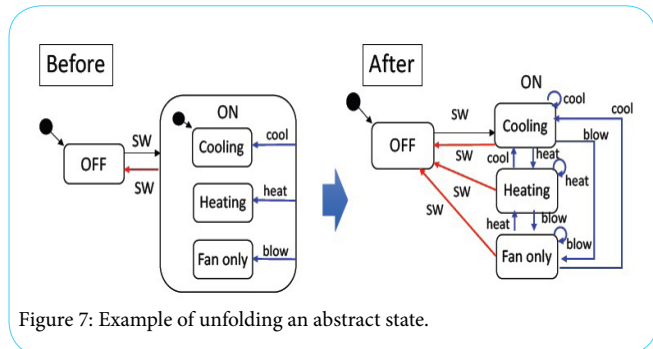 Before
ON
cool
Cooling
SW
OFF
SW
heat
Heating
blow
Fan only
After
ON
cool
cool
SW
Cooling
blow
OFF
SW
cool
heat
SW
Heating
heat
SW
heat
blow
blow
Fan only
Figure 7: Example of unfolding an abstract state.